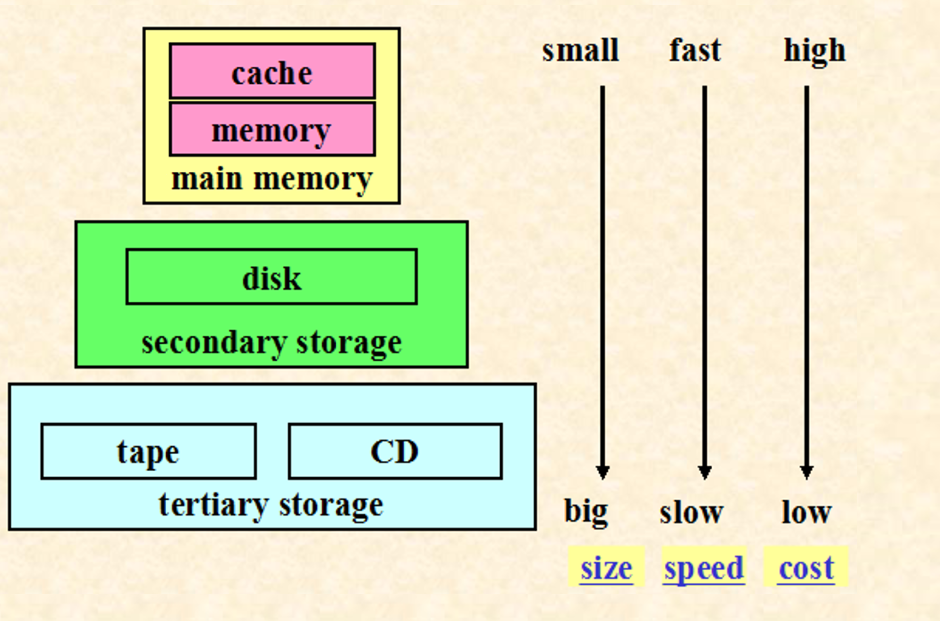 cache
memory
main memory
disk
secondary storage
tape CD
tertiary storage
small fast high
big slow low
size speed cost